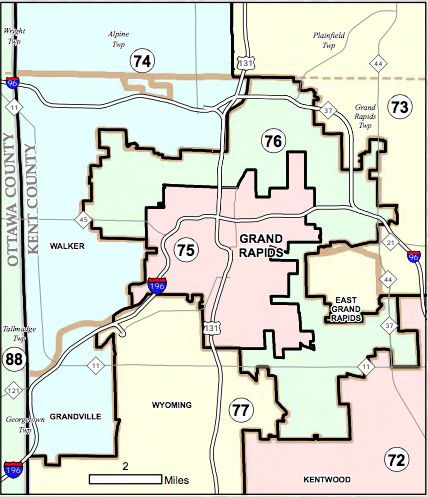 Wright
Twp
Alpine
Twp
74
131
Plainfield
Twp
44
96
11
37
Grand
Rapids
Twp
73
76
OTTAWA COUNTY
KENT COUNTY
45
WALKER
75
GRAND
RAPIDS
21
96
196
44
EAST
GRAND
RAPIDS
Tallmadge
Twp
131
37
88
11
11
121
Georgetown
Twp
GRANDVILLE
WYOMING
77
72
196
2
Miles
KENTWOOD